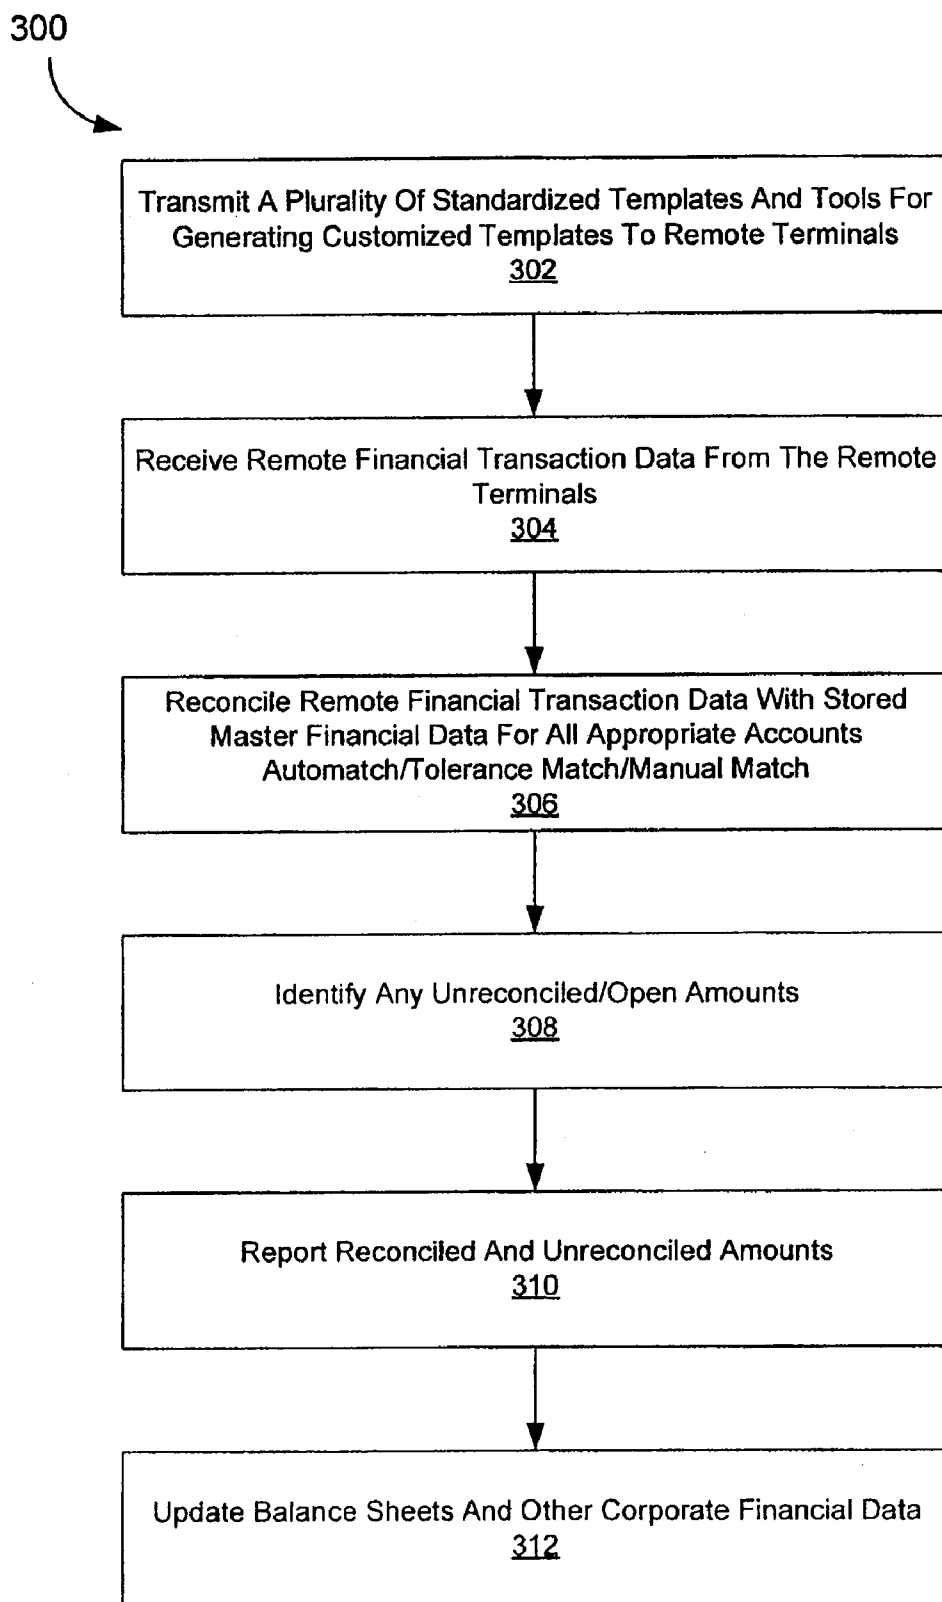 300
Transmit A Plurality Of Standardized Templates And Tools For
Generating Customized Templates To Remote Terminals
302
Receive Remote Financial Transaction Data From The Remote
Terminals
304
Reconcile Remote Financial Transaction Data With Stored
Master Financial Data For All Appropriate Accounts
Automatch/Tolerance Match/Manual Match
306
Identify Any Unreconciled/Open Amounts
308
Report Reconciled And Unreconciled Amounts
310
Update Balance Sheets And Other Corporate Financial Data
312